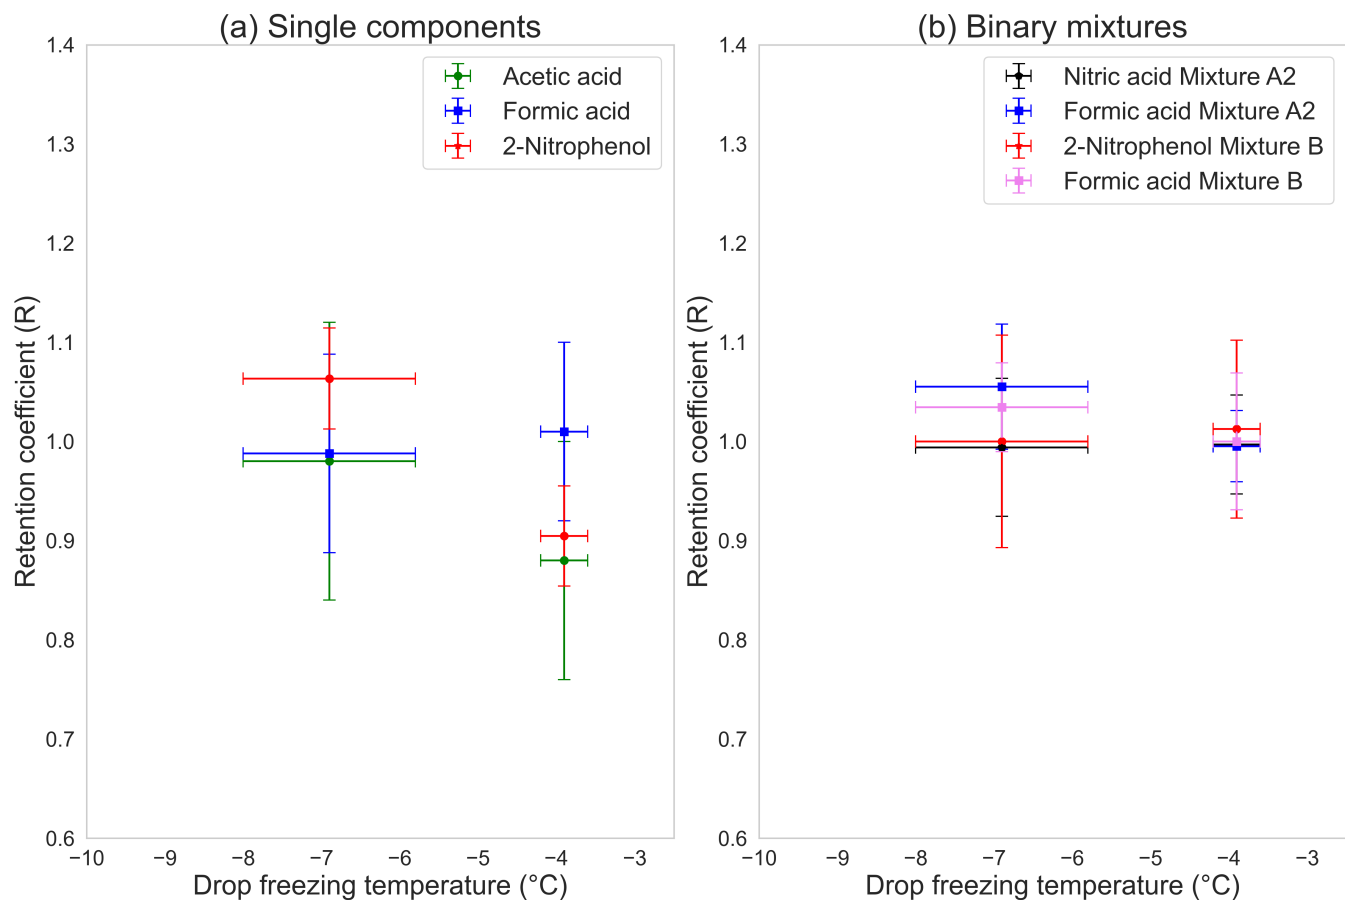 (a) Single components
1.4
1.3
1.2
1.1
1.0
0.9
0.8
0.7
0.6
Retention coefficient (R)
Acetic acid
Formic acid
2-Nitrophenol
−10
−9
−8
−7
−6
−5
−4
−3
Drop freezing temperature (°C)
(b) Binary mixtures
1.4
1.3
1.2
1.1
1.0
0.9
0.8
0.7
0.6
Retention coefficient (R)
Nitric acid Mixture A2
Formic acid Mixture A2
2-Nitrophenol Mixture B
Formic acid Mixture B
−10
−9
−8
−7
−6
−5
−4
−3
Drop freezing temperature (°C)